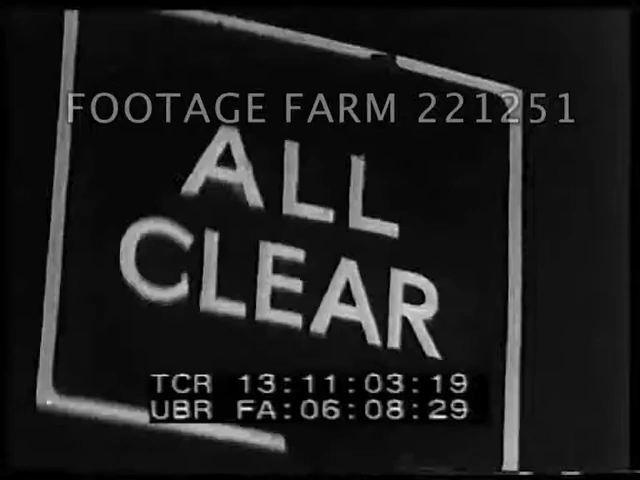 FOOTAGE FARM 221251
ALL
CLEAR
TCR 13:11:03:19
UBR FA:06:08:29